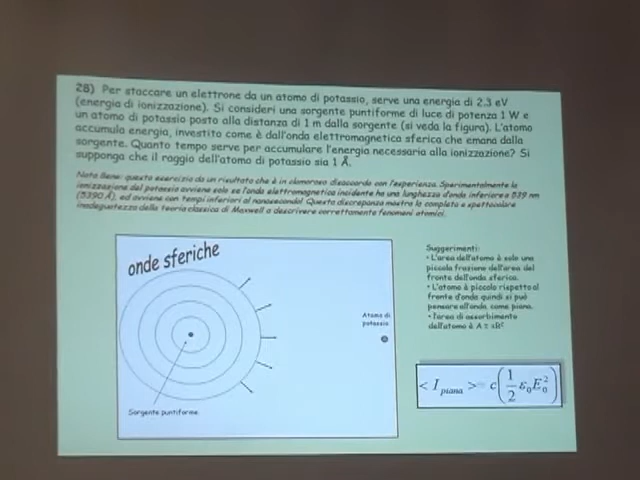 28) Per staccare un elettrone da un atomo di potassio, serve una energia di 2.3 eV
(energia di ionizzazione). Si consideri una sorgente puntiforme di luce di potenza 1 W e
un atomo di potassio posto alla distanza di 1 m dalla sorgente (si veda la figura). L'atomo
accumula energia, investito come è dall'onda elettromagnetica sferica che emana dalla
sorgente. Quanto tempo serve per accumulare l'energia necessaria alla ionizzazione? Si
supponga che il raggio dell'atomo di potassio sia 1 Å.
Nota Bene: questo esercizio da un risultato che è in clamoroso disaccordo con l'esperienza. Sperimentalmente la
ionizzazione del potassio avviene solo se l'onda elettromagnetica incidente ha una lunghezza d'onda inferiore a 539 nm
(5390 Å), ed avviene con tempi inferiori al nanosecondo! Questa discrepanza mostra la completa e spettacolare
inadeguatezza della teoria classica di Maxwell a descrivere correttamente fenomeni atomici.
onde sferiche
Atomo di
potassio
Sorgente puntiforme
Suggerimenti:
• L'area dell'atomo è solo una
piccola frazione dell'area del
fronte dell'onda sferica.
• L'atomo è piccolo rispetto al
fronte d'onda quindi si può
pensare all'onda come piana.
• l'area di assorbimento
dell'atomo è A = πR²
< I piana > = c(1/2 ε₀E₀²)